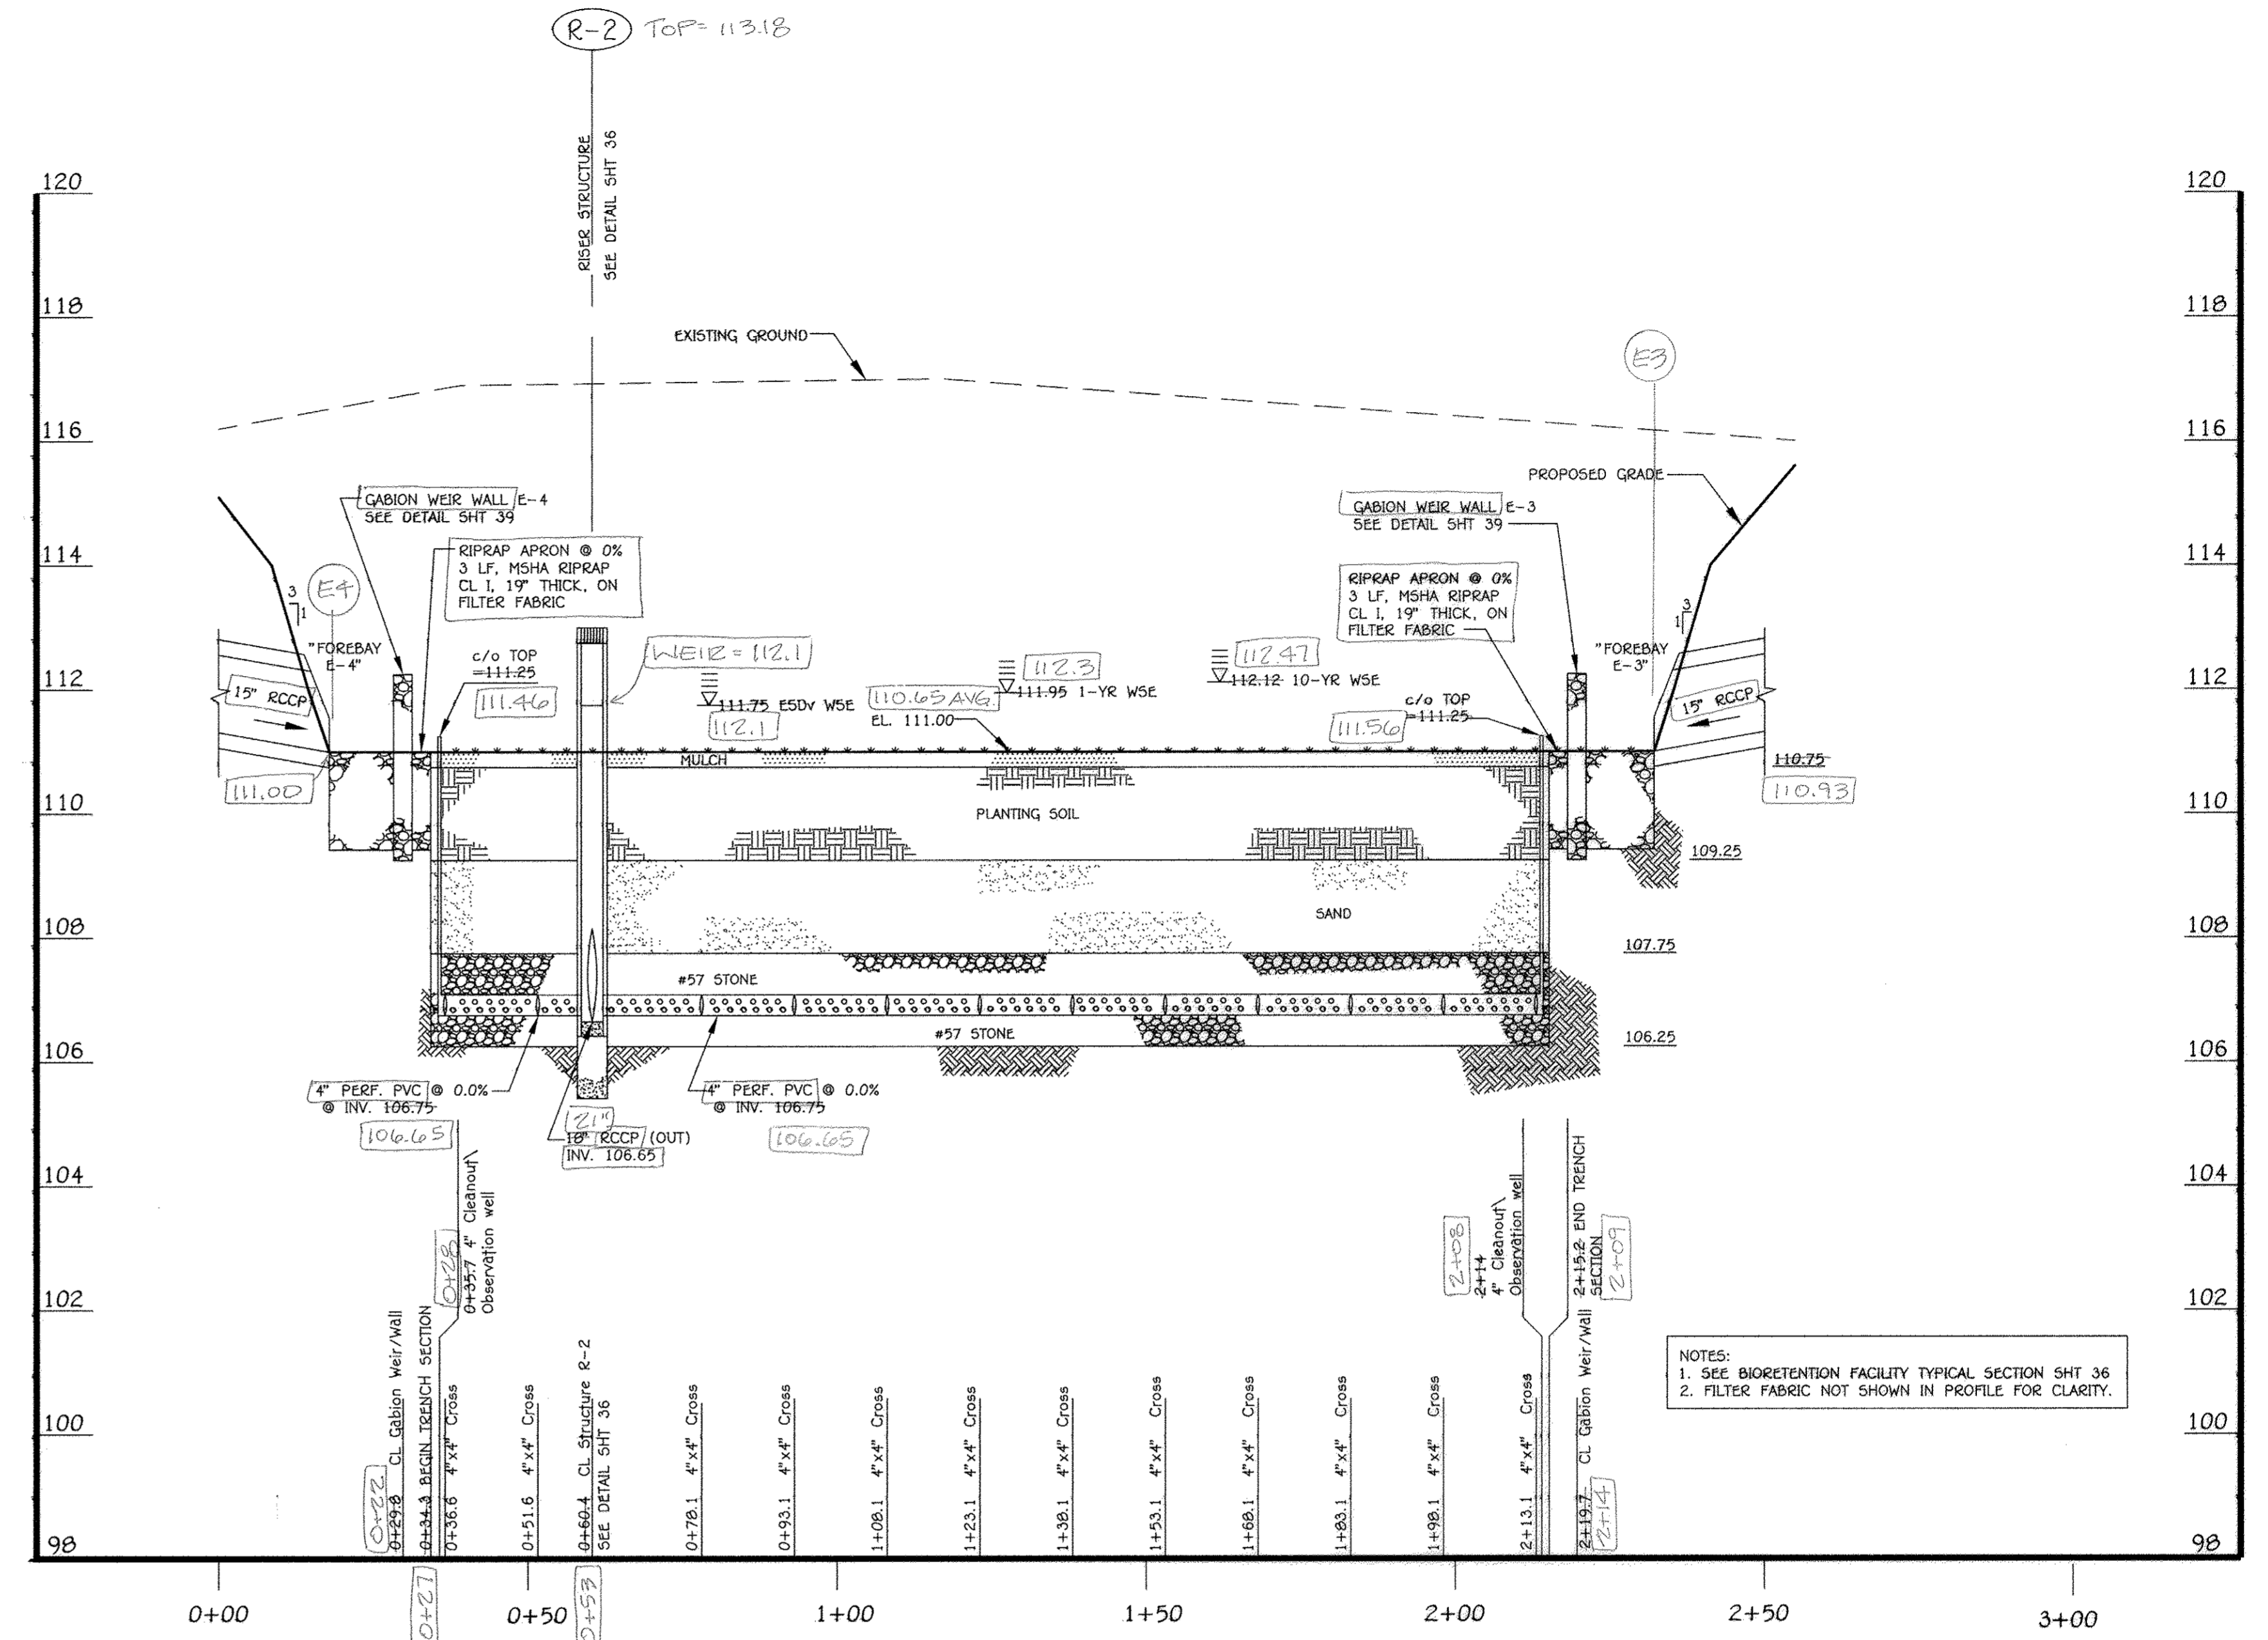 R-2 TOP= 113.18
RISER STRUCTURE
SEE DETAIL SHT 36
120
118
116
114
112
110
108
106
104
102
100
98
120
118
116
114
112
110
108
106
104
102
100
98
EXISTING GROUND
E3
PROPOSED GRADE
GABION WEIR WALL E-4
SEE DETAIL SHT 39
GABION WEIR WALL E-3
SEE DETAIL SHT 39
RIPRAP APRON @ 0%
3 LF, MSHA RIPRAP
CL I, 19" THICK, ON
FILTER FABRIC
RIPRAP APRON @ 0%
3 LF, MSHA RIPRAP
CL I, 19" THICK, ON
FILTER FABRIC
E4
3
1
3
1
"FOREBAY
E-4"
"FOREBAY
E-3"
c/o TOP
=111.25
111.46
WEIR = 112.1
111.75 ESDv WSE
112.1
112.3
111.95 1-YR WSE
112.47
112.12 10-YR WSE
110.65 AVG.
EL. 111.00
c/o TOP
=111.25
111.56
15" RCCP
15" RCCP
111.00
110.75
110.93
MULCH
PLANTING SOIL
109.25
SAND
107.75
#57 STONE
#57 STONE
106.25
4" PERF. PVC @ 0.0%
@ INV. 106.75
106.65
21"
18" RCCP (OUT)
INV. 106.65
4" PERF. PVC @ 0.0%
@ INV. 106.75
106.65
0+22
0+29.8 CL Gabion Weir/Wall
0+34.3 BEGIN TRENCH SECTION
0+27
0+28
0+35.7 4" Cleanout\
Observation well
0+36.6 4"x4" Cross
0+51.6 4"x4" Cross
0+60.4 CL Structure R-2
SEE DETAIL SHT 36
0+53
0+78.1 4"x4" Cross
0+93.1 4"x4" Cross
1+08.1 4"x4" Cross
1+23.1 4"x4" Cross
1+38.1 4"x4" Cross
1+53.1 4"x4" Cross
1+68.1 4"x4" Cross
1+83.1 4"x4" Cross
1+98.1 4"x4" Cross
2+13.1 4"x4" Cross
2+08
2+14
4" Cleanout\
Observation well
2+15.2 END TRENCH
SECTION
2+09
2+19.7 CL Gabion Weir/Wall
2+14
NOTES:
1. SEE BIORETENTION FACILITY TYPICAL SECTION SHT 36
2. FILTER FABRIC NOT SHOWN IN PROFILE FOR CLARITY.
0+00
0+50
1+00
1+50
2+00
2+50
3+00